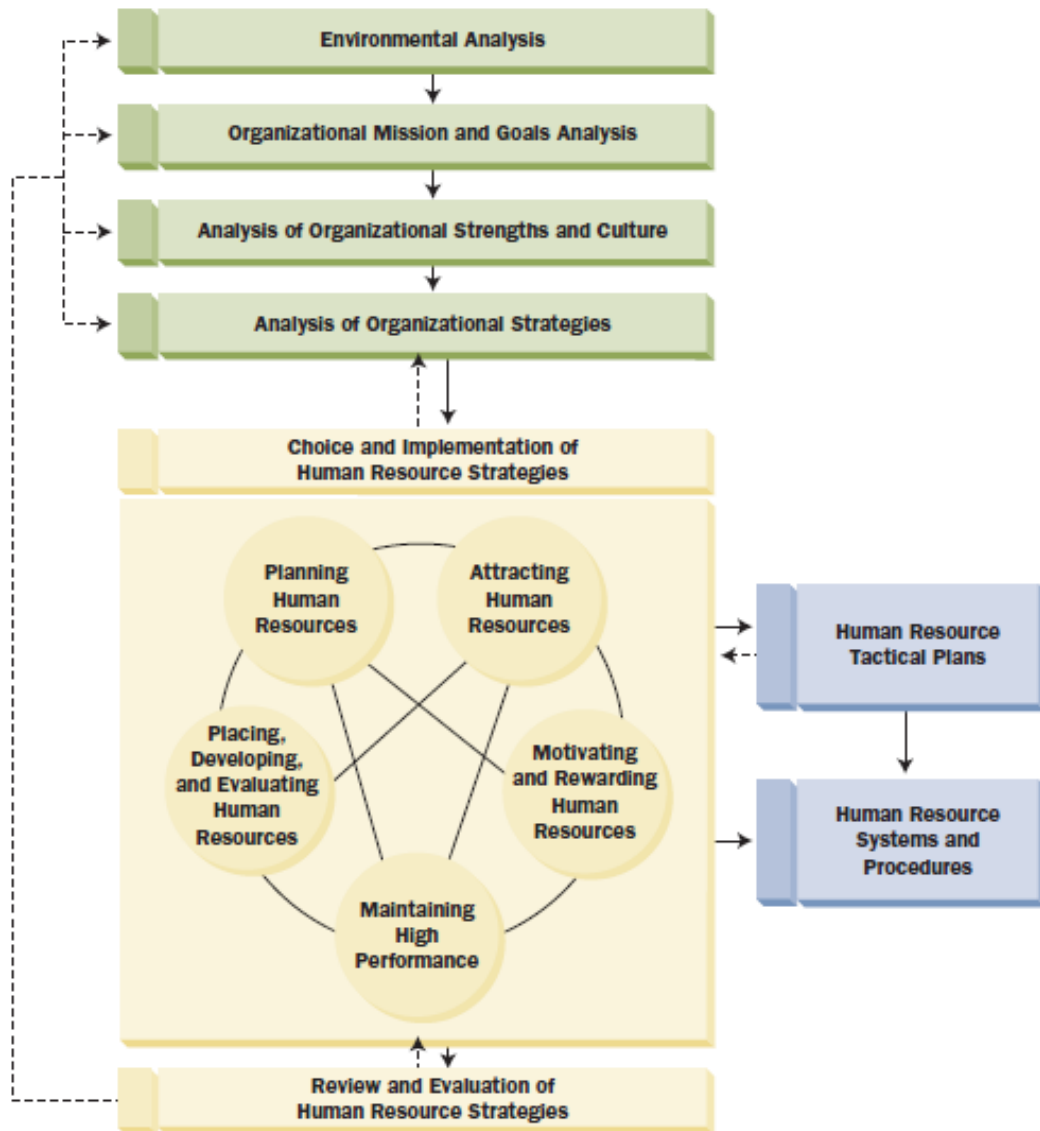 Environmental Analysis
Organizational Mission and Goals Analysis
Analysis of Organizational Strengths and Culture
Analysis of Organizational Strategies
Choice and Implementation of
Human Resource Strategies
Planning
Human
Resources
Attracting
Human
Resources
Placing,
Developing,
and Evaluating
Human
Resources
Motivating
and Rewarding
Human
Resources
Maintaining
High
Performance
Human Resource
Tactical Plans
Human Resource
Systems and
Procedures
Review and Evaluation of
Human Resource Strategies